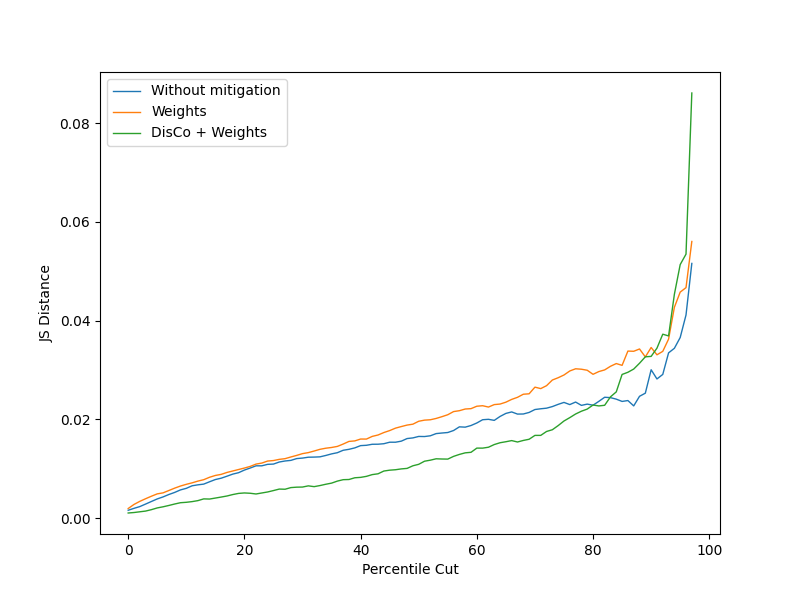 Without mitigation
Weights
DisCo + Weights
0.08
0.06
0.04
0.02
0.00
JS Distance
0 20 40 60 80 100
Percentile Cut